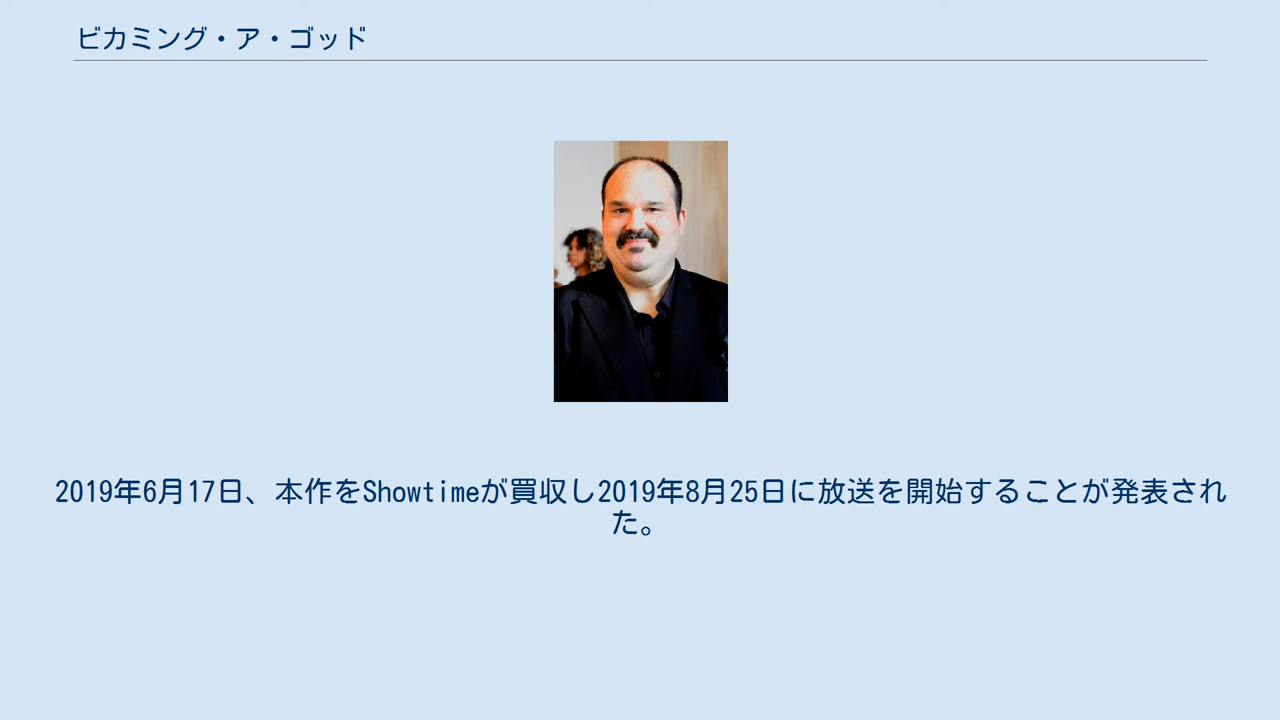 ビカミング・ア・ゴッド
2019年6月17日、本作をShowtimeが買収し2019年8月25日に放送を開始することが発表され
た。